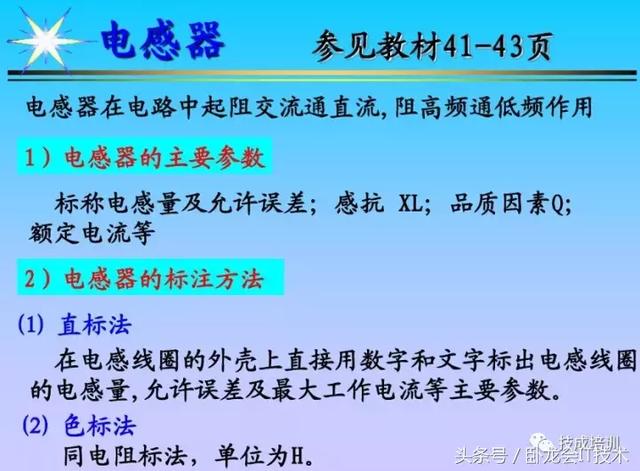 电感器 参见教材41-43页
电感器在电路中起阻交流通直流,阻高频通低频作用
1）电感器的主要参数
标称电感量及允许误差；感抗 XL；品质因素Q；
额定电流等
2）电感器的标注方法
(1) 直标法
在电感线圈的外壳上直接用数字和文字标出电感线圈
的电感量,允许误差及最大工作电流等主要参数。
(2) 色标法
同电阻标法，单位为H。
技成培训
头条号 / 卧龙会IT技术